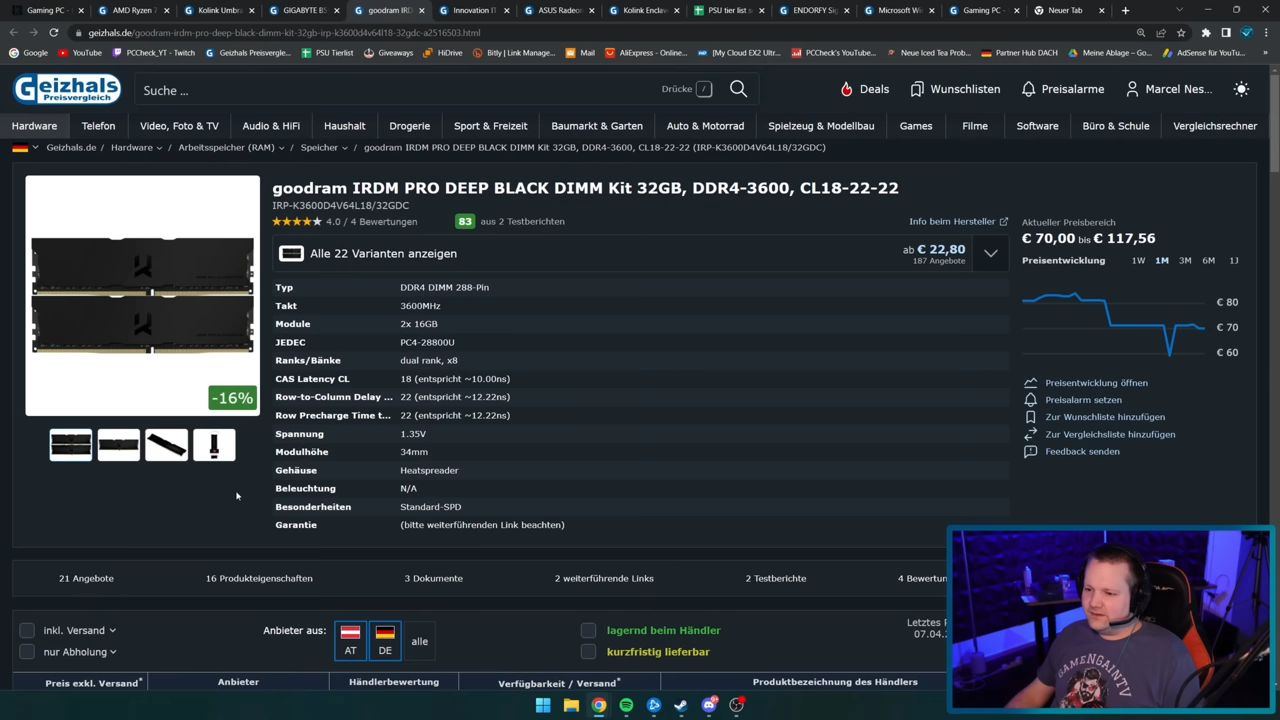 Gaming PC -
AMD Ryzen 7
Kolink Umbra
GIGABYTE B5
goodram IRD
Innovation IT
ASUS Radeon
Kolink Enclave
PSU tier list
ENDORFY Sig
Microsoft Wi
Gaming PC -
Neuer Tab
geizhals.de/goodram-irdm-pro-deep-black-dimm-kit-32gb-irp-k3600d4v64l18-32gdc-a2516503.html
Google
YouTube
PCCheck_YT - Twitch
Geizhals Preisvergle...
PSU Tierlist
Giveaways
HiDrive
Bitly | Link Manage...
Mail
AliExpress - Online...
[My Cloud EX2 Ultr...
PCCheck's YouTube...
Neue Iced Tea Prob...
Partner Hub DACH
Meine Ablage – Go...
AdSense für YouTu...
Geizhals
Preisvergleich
Suche ...
Drücke /
Deals
Wunschlisten
Preisalarme
Marcel Nes...
Hardware
Telefon
Video, Foto & TV
Audio & HiFi
Haushalt
Drogerie
Sport & Freizeit
Baumarkt & Garten
Auto & Motorrad
Spielzeug & Modellbau
Games
Filme
Software
Büro & Schule
Vergleichsrechner
Geizhals.de / Hardware / Arbeitsspeicher (RAM) / Speicher / goodram IRDM PRO DEEP BLACK DIMM Kit 32GB, DDR4-3600, CL18-22-22 (IRP-K3600D4V64L18/32GDC)
goodram IRDM PRO DEEP BLACK DIMM Kit 32GB, DDR4-3600, CL18-22-22
IRP-K3600D4V64L18/32GDC
4.0 / 4 Bewertungen
83 aus 2 Testberichten
Info beim Hersteller
Alle 22 Varianten anzeigen
ab € 22,80
187 Angebote
Typ DDR4 DIMM 288-Pin
Takt 3600MHz
Module 2x 16GB
JEDEC PC4-28800U
Ranks/Bänke dual rank, x8
CAS Latency CL 18 (entspricht ~10.00ns)
Row-to-Column Delay ... 22 (entspricht ~12.22ns)
Row Precharge Time t... 22 (entspricht ~12.22ns)
Spannung 1.35V
Modulhöhe 34mm
Gehäuse Heatspreader
Beleuchtung N/A
Besonderheiten Standard-SPD
Garantie (bitte weiterführenden Link beachten)
-16%
Aktueller Preisbereich
€ 70,00 bis € 117,56
Preisentwicklung 1W 1M 3M 6M 1J
€ 80
€ 70
€ 60
Preisentwicklung öffnen
Preisalarm setzen
Zur Wunschliste hinzufügen
Zur Vergleichsliste hinzufügen
Feedback senden
21 Angebote
16 Produkteigenschaften
3 Dokumente
2 weiterführende Links
2 Testberichte
4 Bewertun
inkl. Versand
nur Abholung
Anbieter aus:
AT
DE
alle
lagernd beim Händler
kurzfristig lieferbar
Letztes
07.04.
Preis exkl. Versand*
Anbieter
Händlerbewertung
Verfügbarkeit / Versand*
Produktbezeichnung des Händlers
GAMENGAINTV